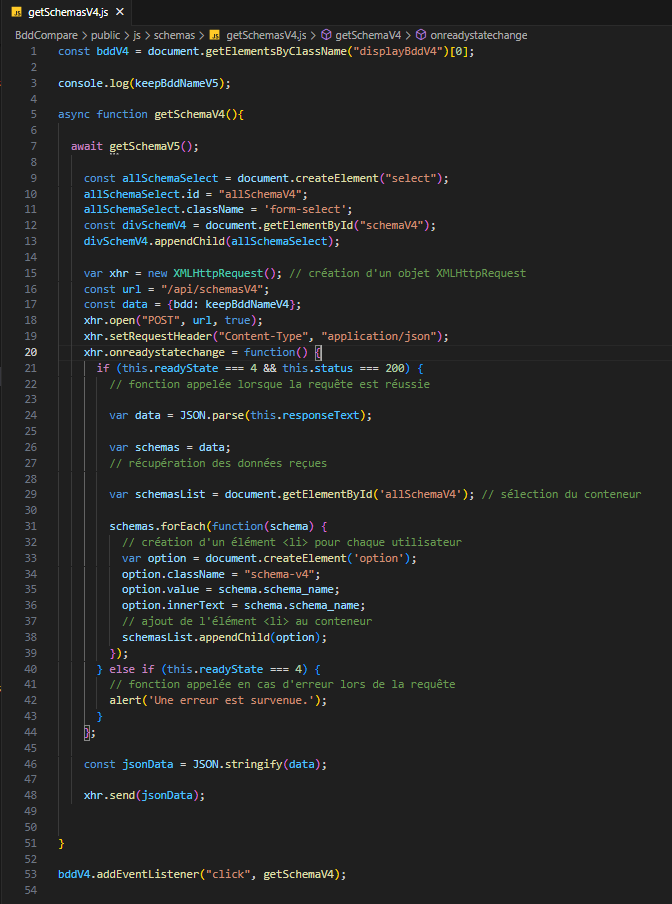 JS getSchemasV4.js ×
BddCompare > public > js > schemas > JS getSchemasV4.js > getSchemaV4 > onreadystatechange
1 const bddV4 = document.getElementsByClassName("displayBddV4")[0];
2
3 console.log(keepBddNameV5);
4
5 async function getSchemaV4(){
6
7 await getSchemaV5();
8
9 const allSchemaSelect = document.createElement("select");
10 allSchemaSelect.id = "allSchemaV4";
11 allSchemaSelect.className = 'form-select';
12 const divSchemV4 = document.getElementById("schemaV4");
13 divSchemV4.appendChild(allSchemaSelect);
14
15 var xhr = new XMLHttpRequest(); // création d'un objet XMLHttpRequest
16 const url = "/api/schemasV4";
17 const data = {bdd: keepBddNameV4};
18 xhr.open("POST", url, true);
19 xhr.setRequestHeader("Content-Type", "application/json");
20 xhr.onreadystatechange = function() {
21 if (this.readyState === 4 && this.status === 200) {
22 // fonction appelée lorsque la requête est réussie
23
24 var data = JSON.parse(this.responseText);
25
26 var schemas = data;
27 // récupération des données reçues
28
29 var schemasList = document.getElementById('allSchemaV4'); // sélection du conteneur
30
31 schemas.forEach(function(schema) {
32 // création d'un élément <li> pour chaque utilisateur
33 var option = document.createElement('option');
34 option.className = "schema-v4";
35 option.value = schema.schema_name;
36 option.innerText = schema.schema_name;
37 // ajout de l'élément <li> au conteneur
38 schemasList.appendChild(option);
39 });
40 } else if (this.readyState === 4) {
41 // fonction appelée en cas d'erreur lors de la requête
42 alert('Une erreur est survenue.');
43 }
44 };
45
46 const jsonData = JSON.stringify(data);
47
48 xhr.send(jsonData);
49
50
51 }
52
53 bddV4.addEventListener("click", getSchemaV4);
54